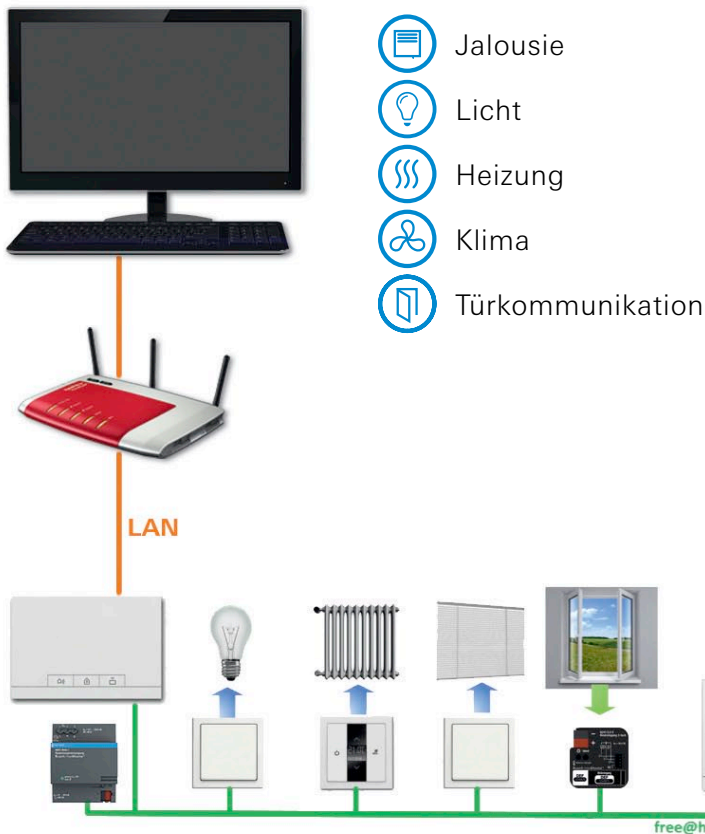 Jalousie
Licht
Heizung
Klima
Türkommunikation
LAN
free@h